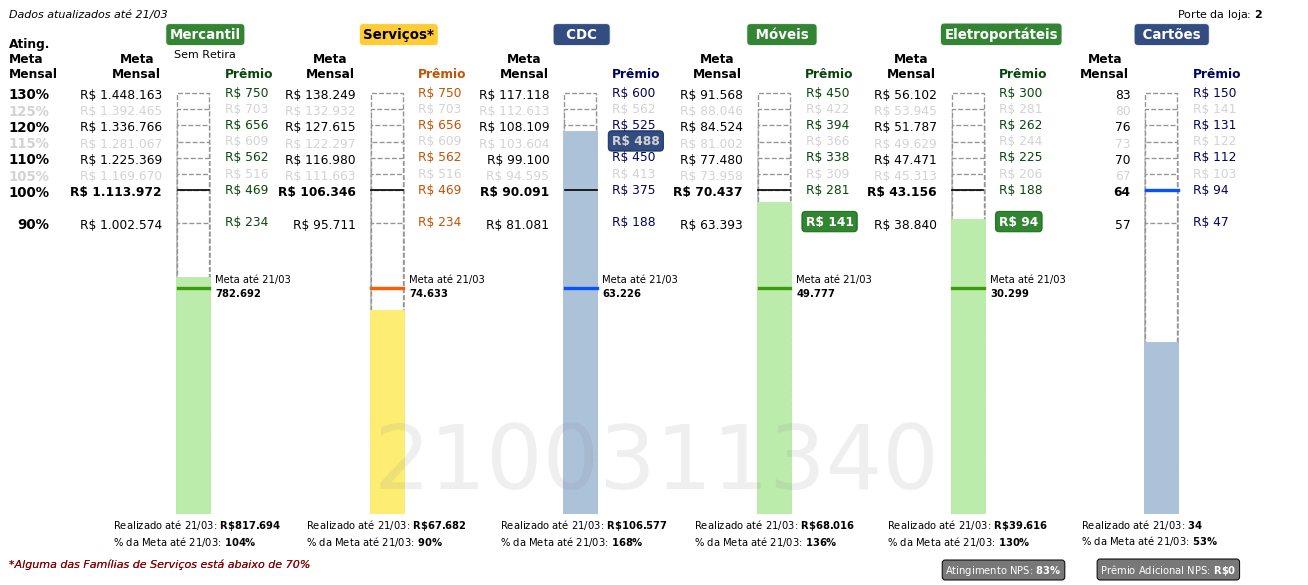 Dados atualizados até 21/03
Porte da loja: 2
Mercantil Serviços* CDC Móveis Eletroportáteis Cartões
Sem Retira
Ating. Meta Mensal
Meta Mensal Prêmio Meta Mensal Prêmio Meta Mensal Prêmio Meta Mensal Prêmio Meta Mensal Prêmio Meta Mensal Prêmio
130% R$ 1.448.163 R$ 750 R$ 138.249 R$ 750 R$ 117.118 R$ 600 R$ 91.568 R$ 450 R$ 56.102 R$ 300 83 R$ 150
125% R$ 1.392.465 R$ 703 R$ 132.932 R$ 703 R$ 112.613 R$ 562 R$ 88.046 R$ 422 R$ 53.945 R$ 281 80 R$ 141
120% R$ 1.336.766 R$ 656 R$ 127.615 R$ 656 R$ 108.109 R$ 525 R$ 84.524 R$ 394 R$ 51.787 R$ 262 76 R$ 131
115% R$ 1.281.067 R$ 609 R$ 122.297 R$ 609 R$ 103.604 R$ 488 R$ 81.002 R$ 366 R$ 49.629 R$ 244 73 R$ 122
110% R$ 1.225.369 R$ 562 R$ 116.980 R$ 562 R$ 99.100 R$ 450 R$ 77.480 R$ 338 R$ 47.471 R$ 225 70 R$ 112
105% R$ 1.169.670 R$ 516 R$ 111.663 R$ 516 R$ 94.595 R$ 413 R$ 73.958 R$ 309 R$ 45.313 R$ 206 67 R$ 103
100% R$ 1.113.972 R$ 469 R$ 106.346 R$ 469 R$ 90.091 R$ 375 R$ 70.437 R$ 281 R$ 43.156 R$ 188 64 R$ 94
90% R$ 1.002.574 R$ 234 R$ 95.711 R$ 234 R$ 81.081 R$ 188 R$ 63.393 R$ 141 R$ 38.840 R$ 94 57 R$ 47
Meta até 21/03 Meta até 21/03 Meta até 21/03 Meta até 21/03 Meta até 21/03
782.692 74.633 63.226 49.777 30.299
2100311340
Realizado até 21/03: R$817.694 Realizado até 21/03: R$67.682 Realizado até 21/03: R$106.577 Realizado até 21/03: R$68.016 Realizado até 21/03: R$39.616 Realizado até 21/03: 34
% da Meta até 21/03: 104% % da Meta até 21/03: 90% % da Meta até 21/03: 168% % da Meta até 21/03: 136% % da Meta até 21/03: 130% % da Meta até 21/03: 53%
*Alguma das Famílias de Serviços está abaixo de 70%
Atingimento NPS: 83% Prêmio Adicional NPS: R$0